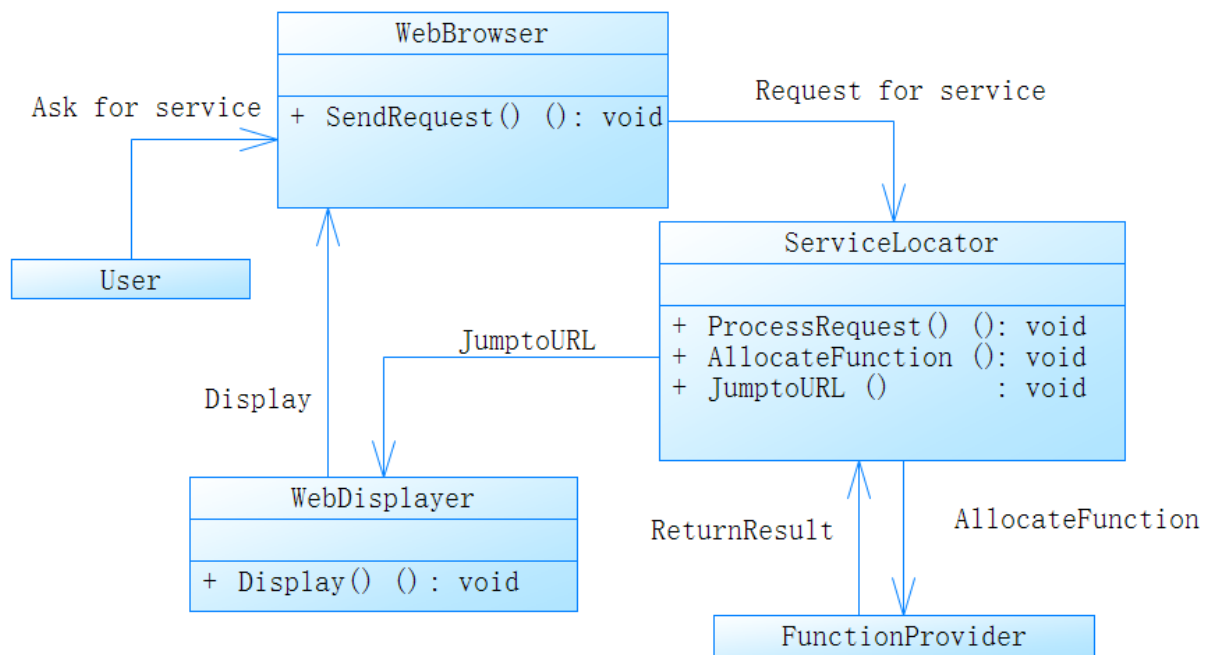 WebBrowser
Ask for service
+ SendRequest() (): void
Request for service
User
ServiceLocator
+ ProcessRequest() (): void
+ AllocateFunction (): void
+ JumptoURL () : void
JumptoURL
Display
WebDisplayer
+ Display() () : void
ReturnResult
AllocateFunction
FunctionProvider